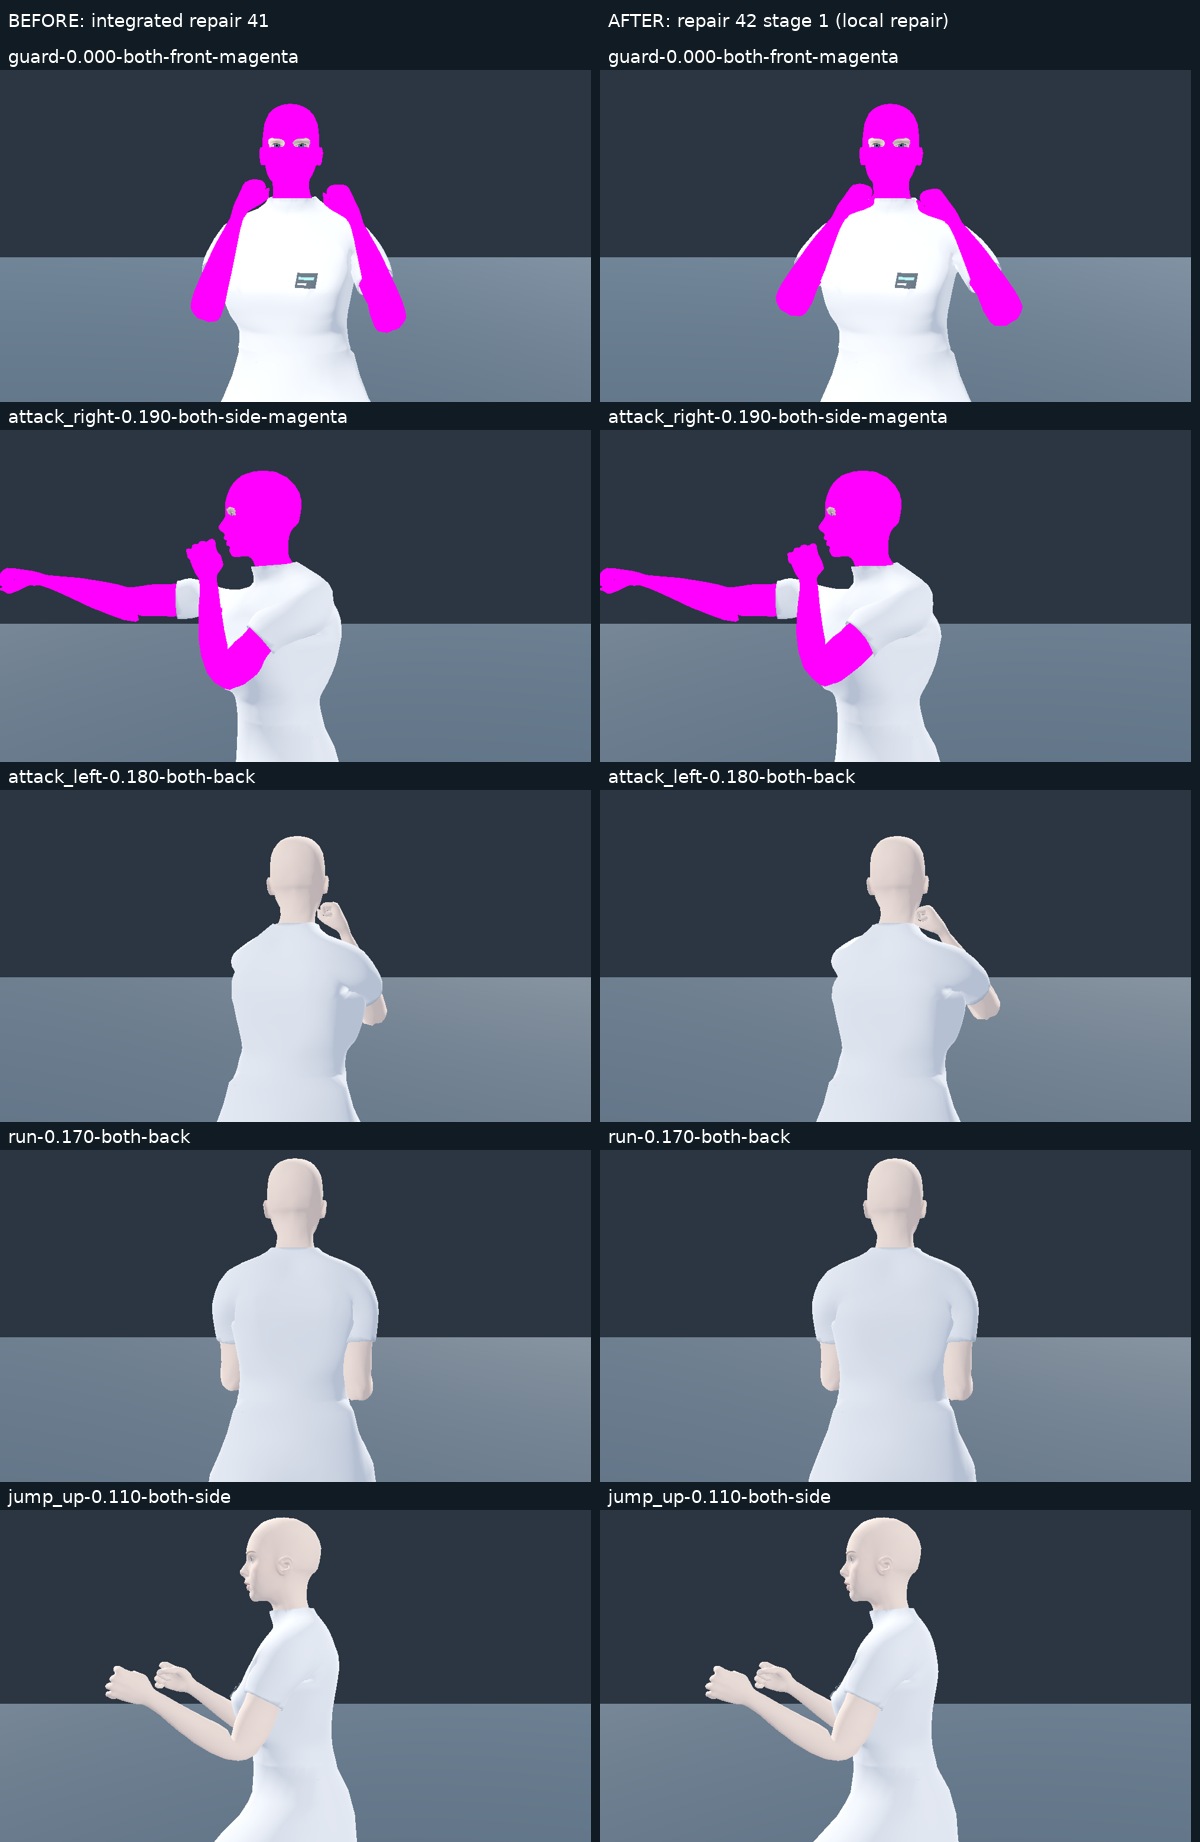 BEFORE: integrated repair 41
AFTER: repair 42 stage 1 (local repair)
guard-0.000-both-front-magenta
guard-0.000-both-front-magenta
attack_right-0.190-both-side-magenta
attack_right-0.190-both-side-magenta
attack_left-0.180-both-back
attack_left-0.180-both-back
run-0.170-both-back
run-0.170-both-back
jump_up-0.110-both-side
jump_up-0.110-both-side